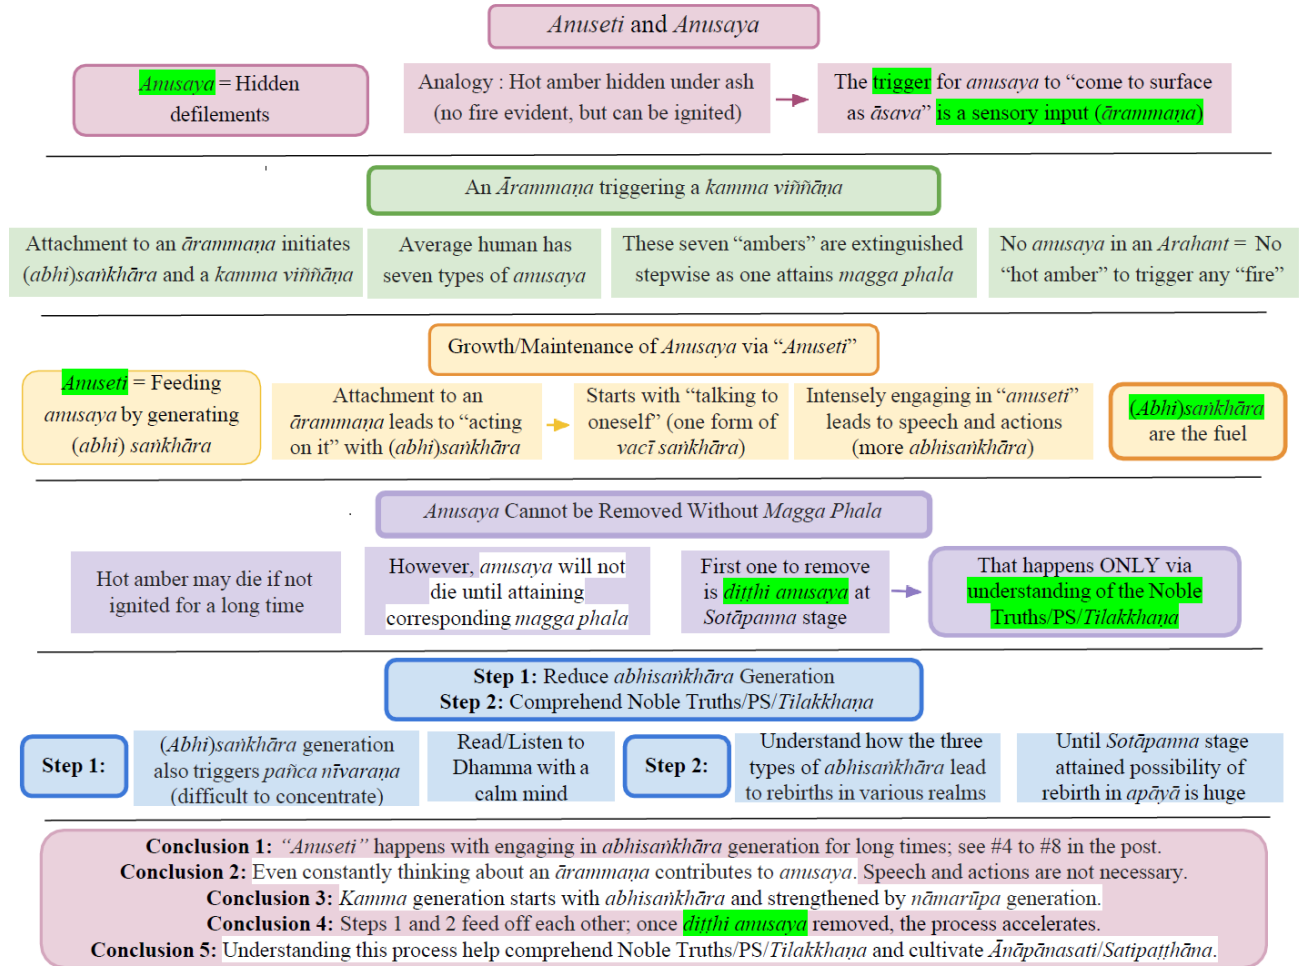 Anuseti and Anusaya
Anusaya = Hidden
defilements
Analogy : Hot amber hidden under ash
(no fire evident, but can be ignited)
The trigger for anusaya to “come to surface
as āsava” is a sensory input (ārammaṇa)
An Ārammaṇa triggering a kamma viññāṇa
Attachment to an ārammaṇa initiates
(abhi)saṅkhāra and a kamma viññāṇa
Average human has
seven types of anusaya
These seven “ambers” are extinguished
stepwise as one attains magga phala
No anusaya in an Arahant = No
“hot amber” to trigger any “fire”
Growth/Maintenance of Anusaya via “Anuseti”
Anuseti = Feeding
anusaya by generating
(abhi) saṅkhāra
Attachment to an
ārammaṇa leads to “acting
on it” with (abhi)saṅkhāra
Starts with “talking to
oneself” (one form of
vacī saṅkhāra)
Intensely engaging in “anuseti”
leads to speech and actions
(more abhisaṅkhāra)
(Abhi)saṅkhāra
are the fuel
Anusaya Cannot be Removed Without Magga Phala
Hot amber may die if not
ignited for a long time
However, anusaya will not
die until attaining
corresponding magga phala
First one to remove
is diṭṭhi anusaya at
Sotāpanna stage
That happens ONLY via
understanding of the Noble
Truths/PS/Tilakkhaṇa
Step 1: Reduce abhisaṅkhāra Generation
Step 2: Comprehend Noble Truths/PS/Tilakkhaṇa
Step 1:
(Abhi)saṅkhāra generation
also triggers pañca nīvaraṇa
(difficult to concentrate)
Read/Listen to
Dhamma with a
calm mind
Step 2:
Understand how the three
types of abhisaṅkhāra lead
to rebirths in various realms
Until Sotāpanna stage
attained possibility of
rebirth in apāyā is huge
Conclusion 1: “Anuseti” happens with engaging in abhisaṅkhāra generation for long times; see #4 to #8 in the post.
Conclusion 2: Even constantly thinking about an ārammaṇa contributes to anusaya. Speech and actions are not necessary.
Conclusion 3: Kamma generation starts with abhisaṅkhāra and strengthened by nāmarūpa generation.
Conclusion 4: Steps 1 and 2 feed off each other; once diṭṭhi anusaya removed, the process accelerates.
Conclusion 5: Understanding this process help comprehend Noble Truths/PS/Tilakkhaṇa and cultivate Ānāpānasati/Satipaṭṭhāna.